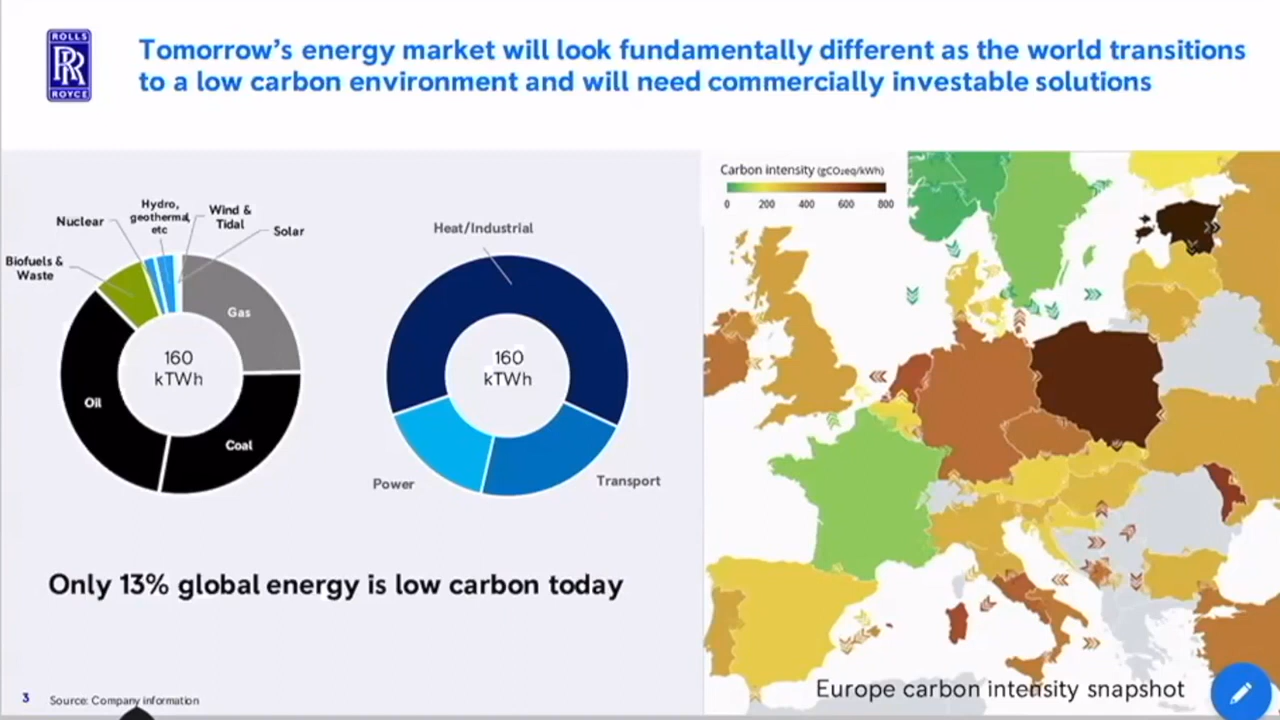 ROLLS
RR
ROYCE
Tomorrow's energy market will look fundamentally different as the world transitions
to a low carbon environment and will need commercially investable solutions
Nuclear
Hydro,
geothermal,
etc
Wind &
Tidal
Solar
Biofuels &
Waste
Gas
160
kTWh
Oil
Coal
Heat/Industrial
160
kTWh
Power
Transport
Only 13% global energy is low carbon today
Carbon intensity (gCO₂eq/kWh)
0 200 400 600 800
Europe carbon intensity snapshot
3 Source: Company information